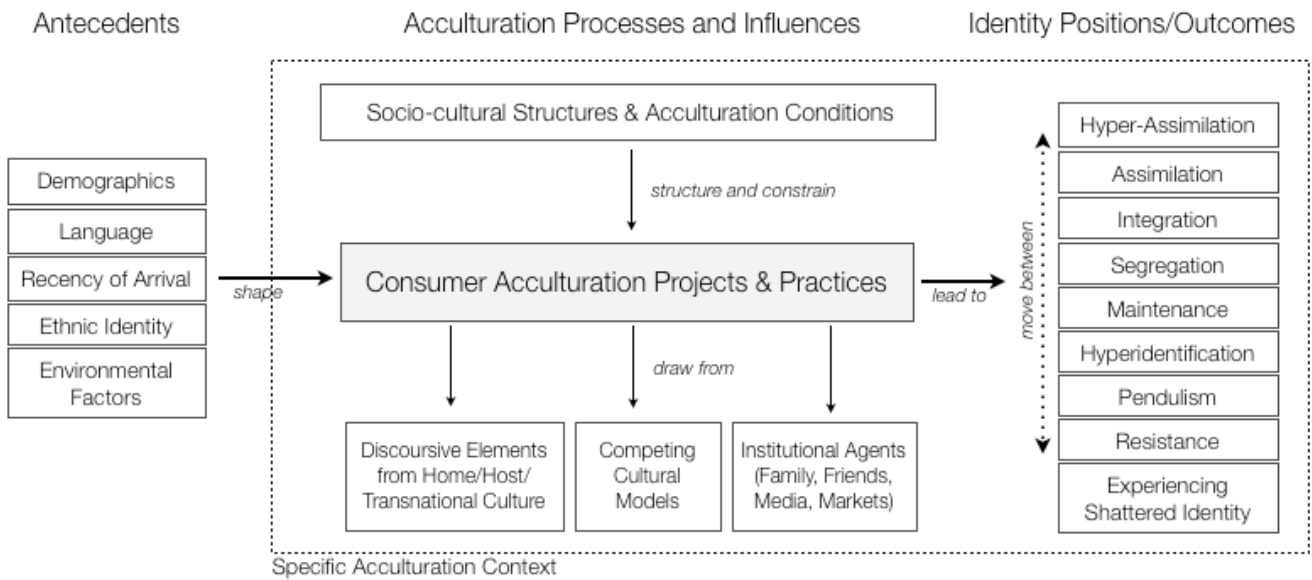 Antecedents
Acculturation Processes and Influences
Identity Positions/Outcomes
Demographics
Language
Recency of Arrival
Ethnic Identity
Environmental
Factors
shape
Socio-cultural Structures & Acculturation Conditions
structure and constrain
Consumer Acculturation Projects & Practices
draw from
Discoursive Elements
from Home/Host/
Transnational Culture
Competing
Cultural
Models
Institutional Agents
(Family, Friends,
Media, Markets)
lead to
move between
Hyper-Assimilation
Assimilation
Integration
Segregation
Maintenance
Hyperidentification
Pendulism
Resistance
Experiencing
Shattered Identity
Specific Acculturation Context